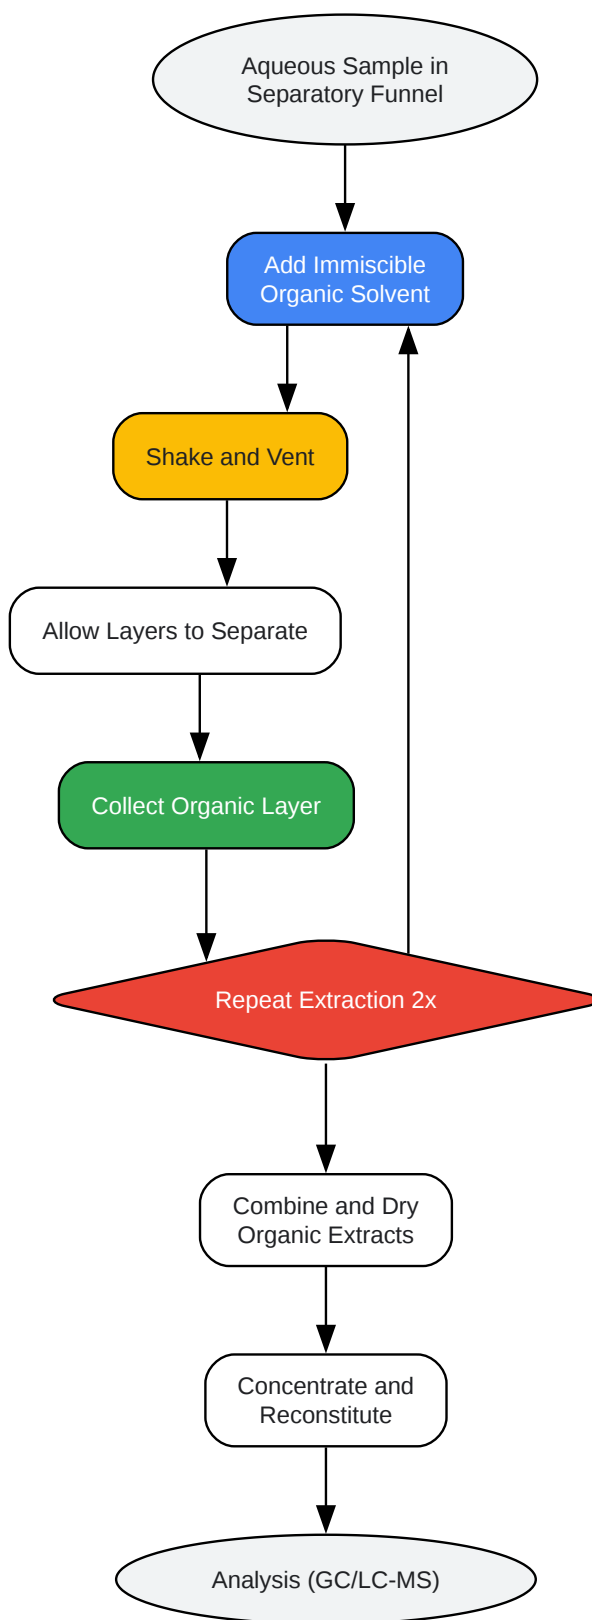 Aqueous Sample in
Separatory Funnel
Add Immiscible
Organic Solvent
Shake and Vent
Allow Layers to Separate
Collect Organic Layer
Repeat Extraction 2x
Combine and Dry
Organic Extracts
Concentrate and
Reconstitute
Analysis (GC/LC-MS)